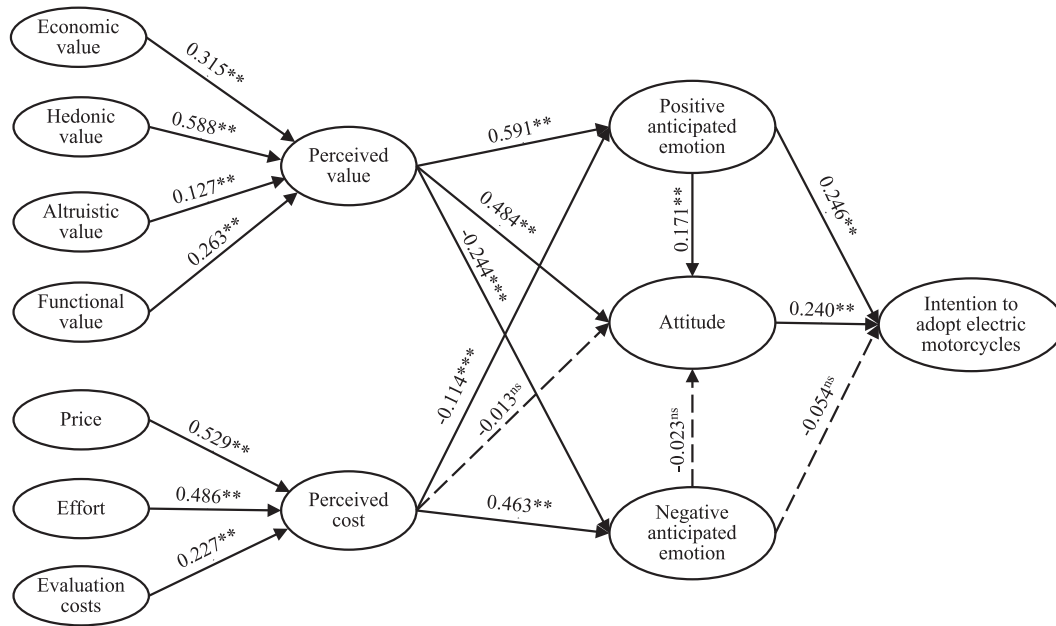 Economic
value
0.315**
Hedonic
value
0.588**
Altruistic
value
0.127**
Functional
value
0.263**
Perceived
value
Price
0.529**
Effort
0.486**
Evaluation
costs
0.227**
Perceived
cost
0.591**
0.484**
-0.244***
-0.114***
-0.013ns
0.463**
Positive
anticipated
emotion
0.171**
Attitude
-0.023ns
Negative
anticipated
emotion
0.246**
0.240**
-0.054ns
Intention to
adopt electric
motorcycles